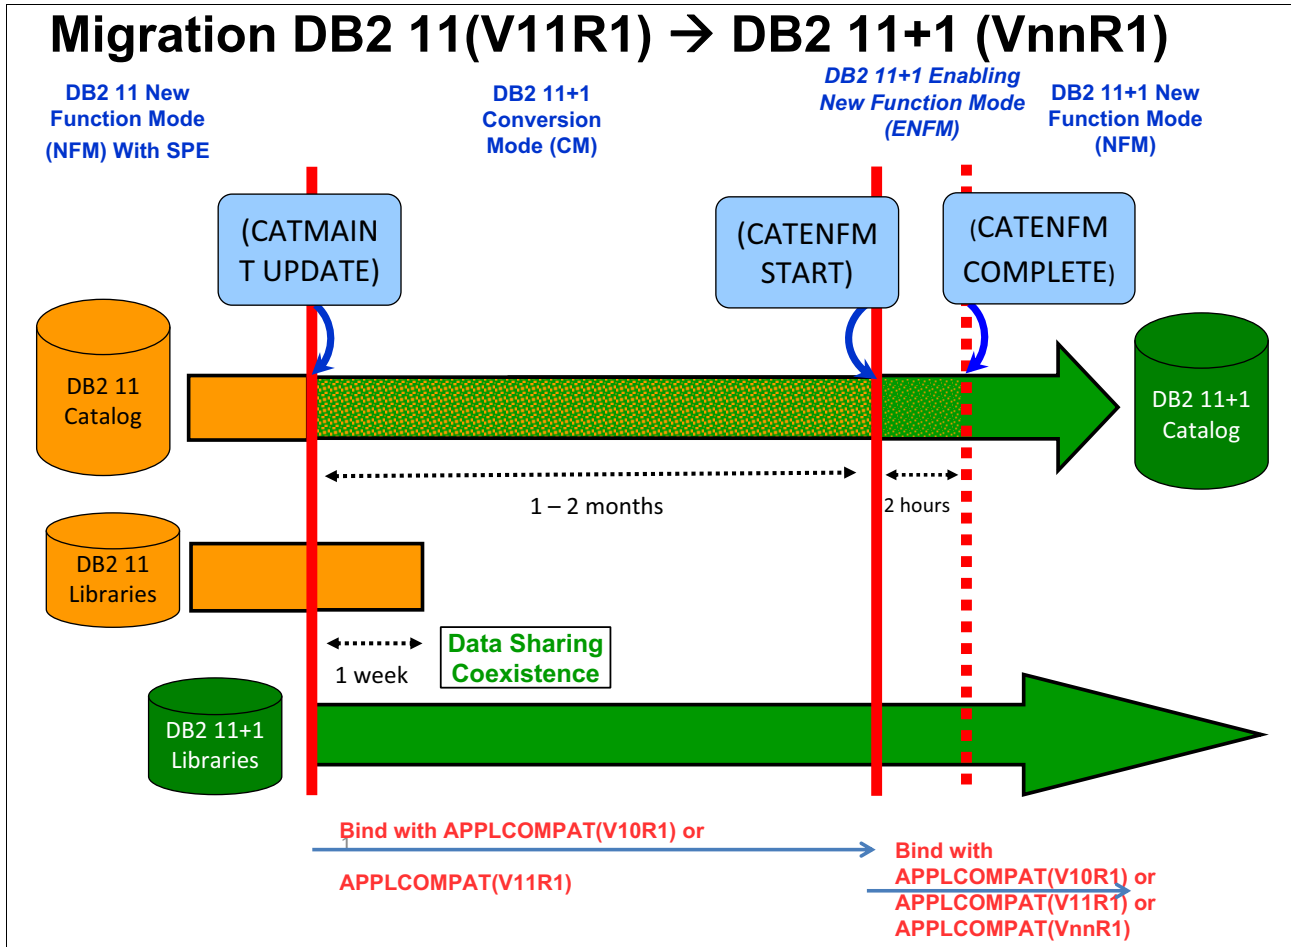 Migration DB2 11(V11R1) → DB2 11+1 (VnnR1)
DB2 11 New
Function Mode
(NFM) With SPE
DB2 11+1
Conversion
Mode (CM)
DB2 11+1 Enabling
New Function Mode
(ENFM)
DB2 11+1 New
Function Mode
(NFM)
(CATMAIN
T UPDATE)
(CATENFM
START)
(CATENFM
COMPLETE)
DB2 11
Catalog
DB2 11+1
Catalog
1 – 2 months
2 hours
DB2 11
Libraries
1 week
Data Sharing
Coexistence
DB2 11+1
Libraries
Bind with APPLCOMPAT(V10R1) or
1
APPLCOMPAT(V11R1)
Bind with
APPLCOMPAT(V10R1) or
APPLCOMPAT(V11R1) or
APPLCOMPAT(VnnR1)